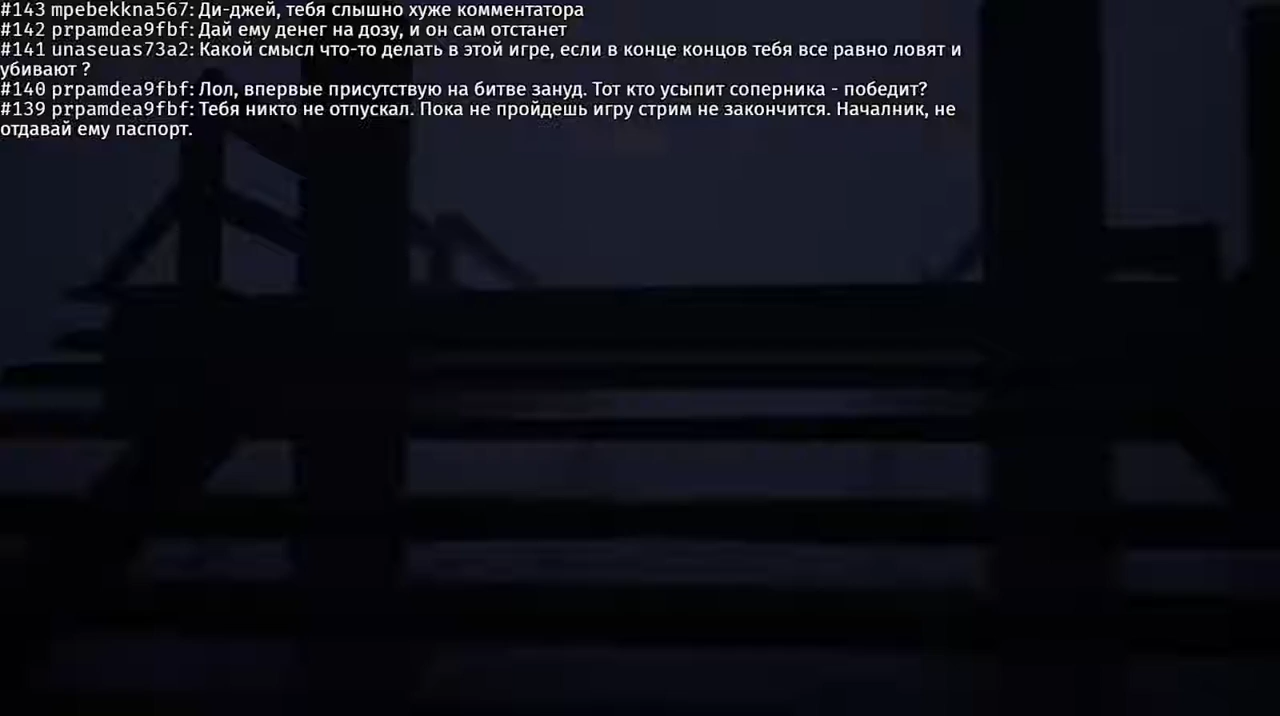 #143 mpebekkna567: Ди-джей, тебя слышно хуже комментатора
#142 prpamdea9fbf: Дай ему денег на дозу, и он сам отстанет
#141 unaseuas73a2: Какой смысл что-то делать в этой игре, если в конце концов тебя все равно ловят и
убивают ?
#140 prpamdea9fbf: Лол, впервые присутствую на битве зануд. Тот кто усыпит соперника - победит?
#139 prpamdea9fbf: Тебя никто не отпускал. Пока не пройдешь игру стрим не закончится. Началник, не
отдавай ему паспорт.